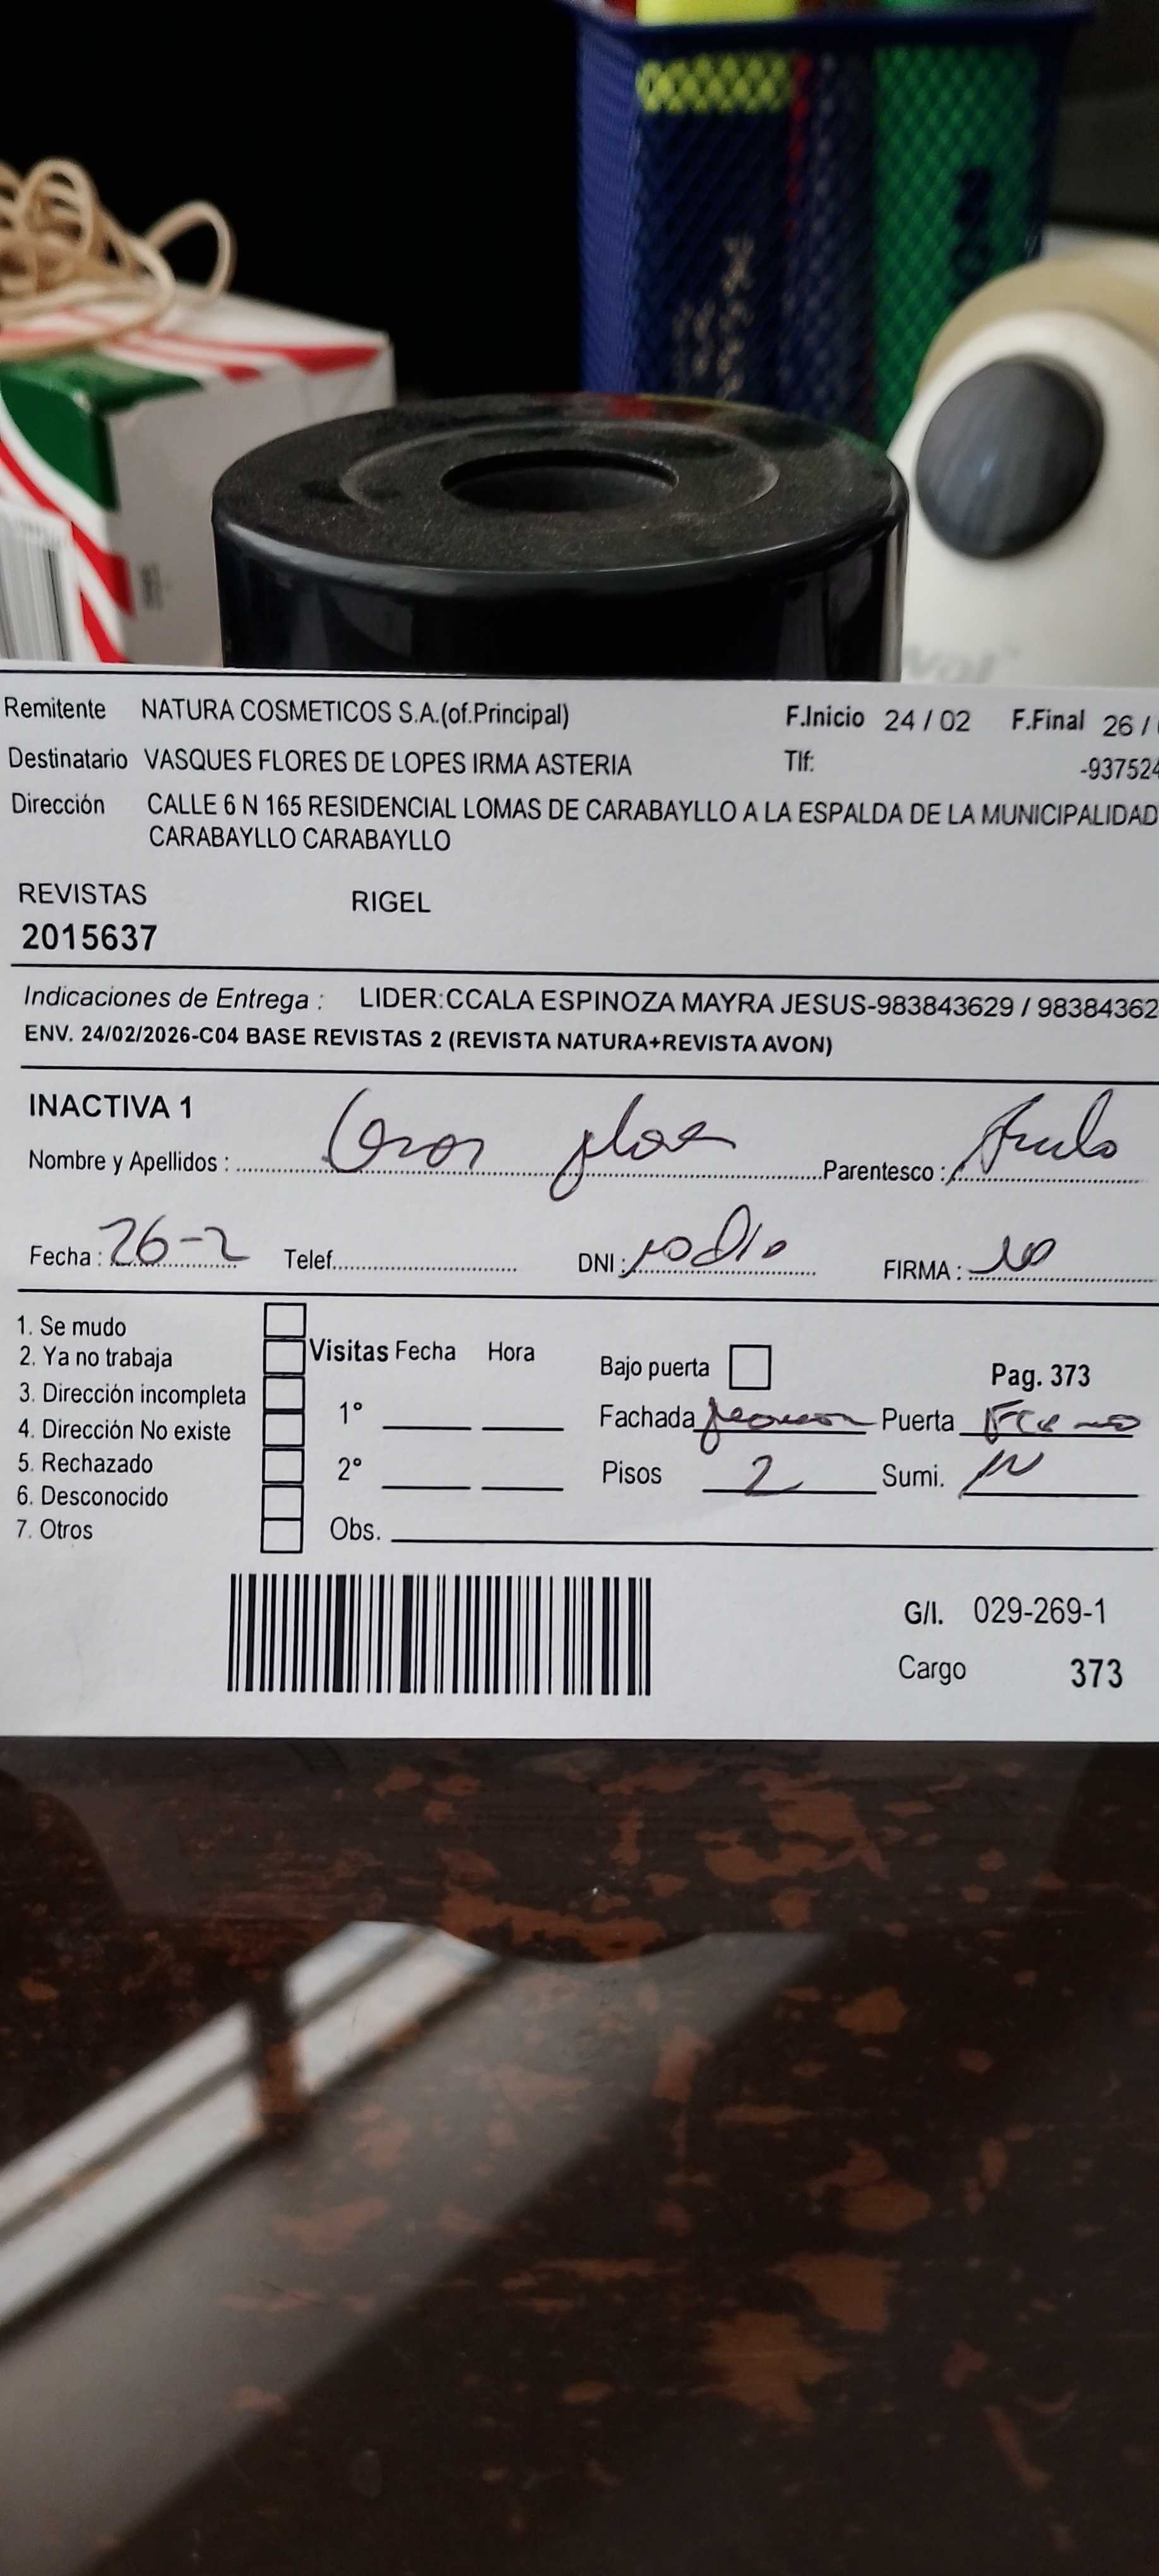 Remitente NATURA COSMETICOS S.A.(of.Principal) F.Inicio 24 / 02 F.Final 26 /
Destinatario VASQUES FLORES DE LOPES IRMA ASTERIA Tlf: -937524
Dirección CALLE 6 N 165 RESIDENCIAL LOMAS DE CARABAYLLO A LA ESPALDA DE LA MUNICIPALIDAD
CARABAYLLO CARABAYLLO
REVISTAS RIGEL
2015637
Indicaciones de Entrega : LIDER:CCALA ESPINOZA MAYRA JESUS-983843629 / 98384362
ENV. 24/02/2026-C04 BASE REVISTAS 2 (REVISTA NATURA+REVISTA AVON)
INACTIVA 1
Nombre y Apellidos : Parentesco :
Fecha : 26-2 Telef. DNI : FIRMA :
1. Se mudo
2. Ya no trabaja
3. Dirección incompleta
4. Dirección No existe
5. Rechazado
6. Desconocido
7. Otros
Visitas Fecha Hora
1°
2°
Obs.
Bajo puerta Pag. 373
Fachada Puerta
Pisos 2 Sumi.
G/I. 029-269-1
Cargo 373